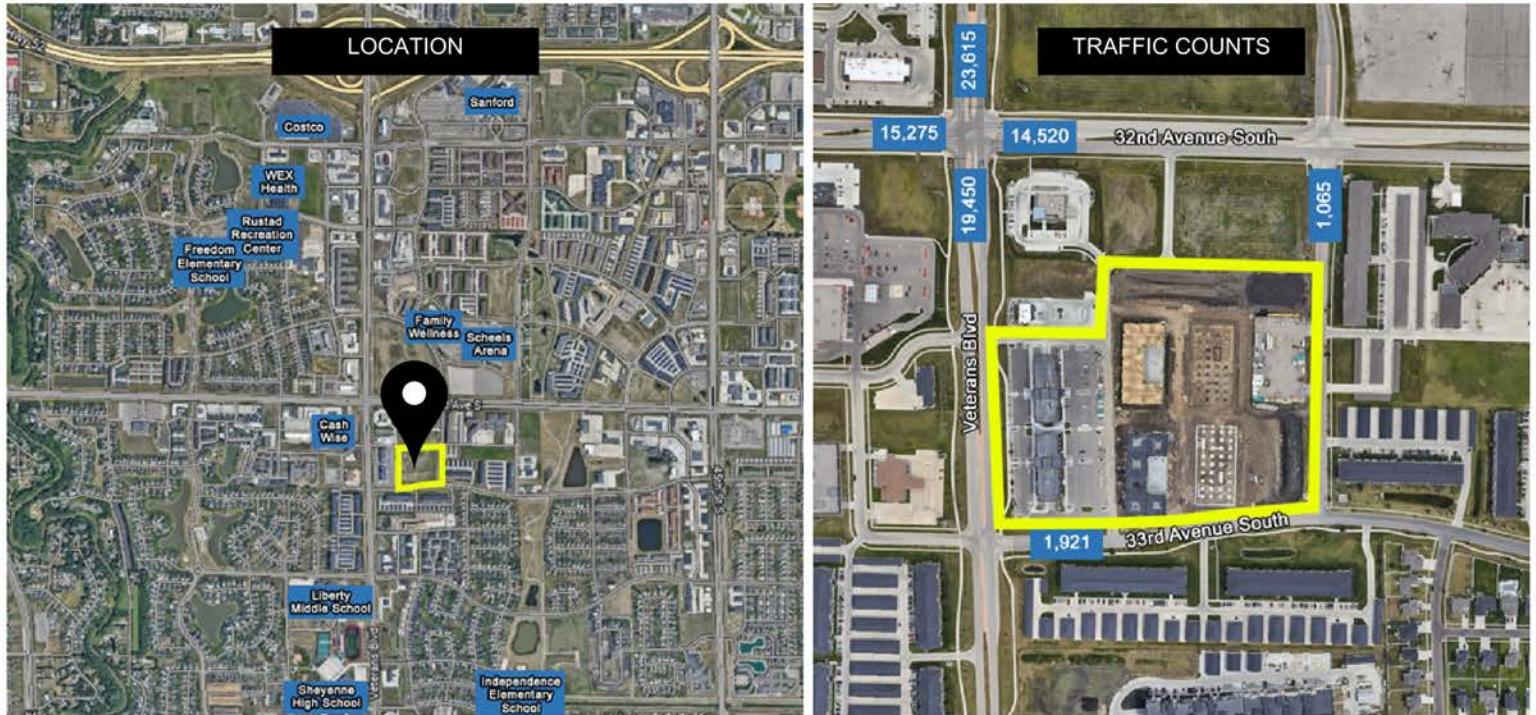 LOCATION
Sanford
Costco
WEX
Health
Rustad
Recreation
Center
Freedom
Elementary
School
Family
Wellness
Scheels
Arena
Cash
Wise
45th St S
Liberty
Middle School
Veterans Blvd
Sheyenne
High School
Independence
Elementary
School
TRAFFIC COUNTS
23,615
15,275
14,520
32nd Avenue Souh
19,450
1,065
Veterans Blvd
1,921
33rd Avenue South